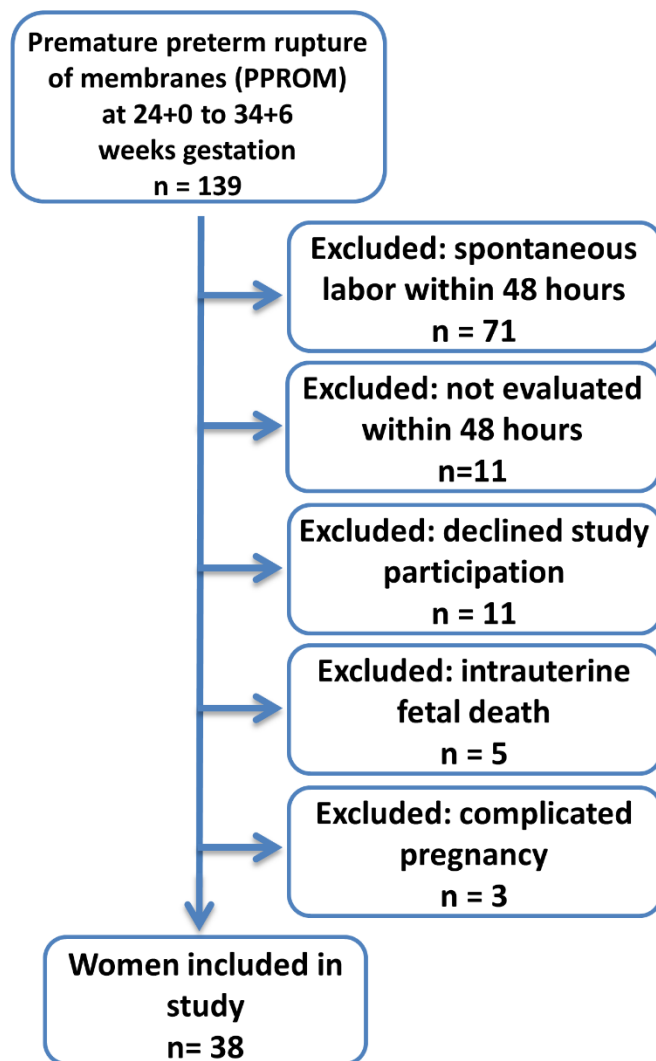 Premature preterm rupture
of membranes (PPROM)
at 24+0 to 34+6
weeks gestation
n = 139
Excluded: spontaneous
labor within 48 hours
n = 71
Excluded: not evaluated
within 48 hours
n=11
Excluded: declined study
participation
n = 11
Excluded: intrauterine
fetal death
n = 5
Excluded: complicated
pregnancy
n = 3
Women included in
study
n= 38